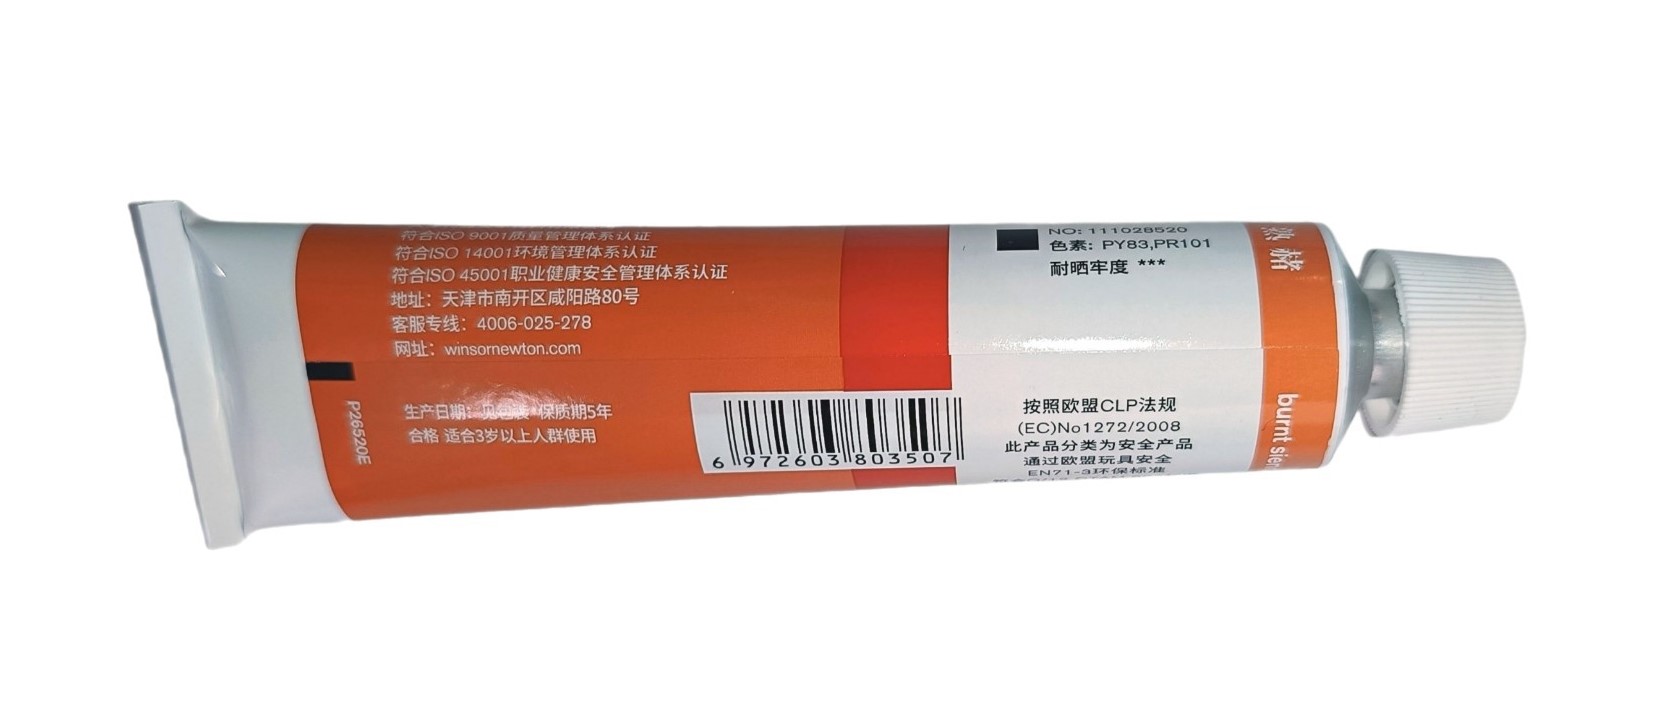 符合ISO 9001质量管理体系认证
符合ISO 14001环境管理体系认证
符合ISO 45001职业健康安全管理体系认证
地址：天津市南开区咸阳路80号
客服专线：4006-025-278
网址：winsornewton.com
生产日期：见包装 保质期5年
合格 适合3岁以上人群使用
P26520E
6 972603 803507
NO: 111028520
色素：PY83,PR101
耐晒牢度 ***
按照欧盟CLP法规
(EC)No1272/2008
此产品分类为安全产品
通过欧盟玩具安全
EN71-3环保标准
熟赭
burnt sien